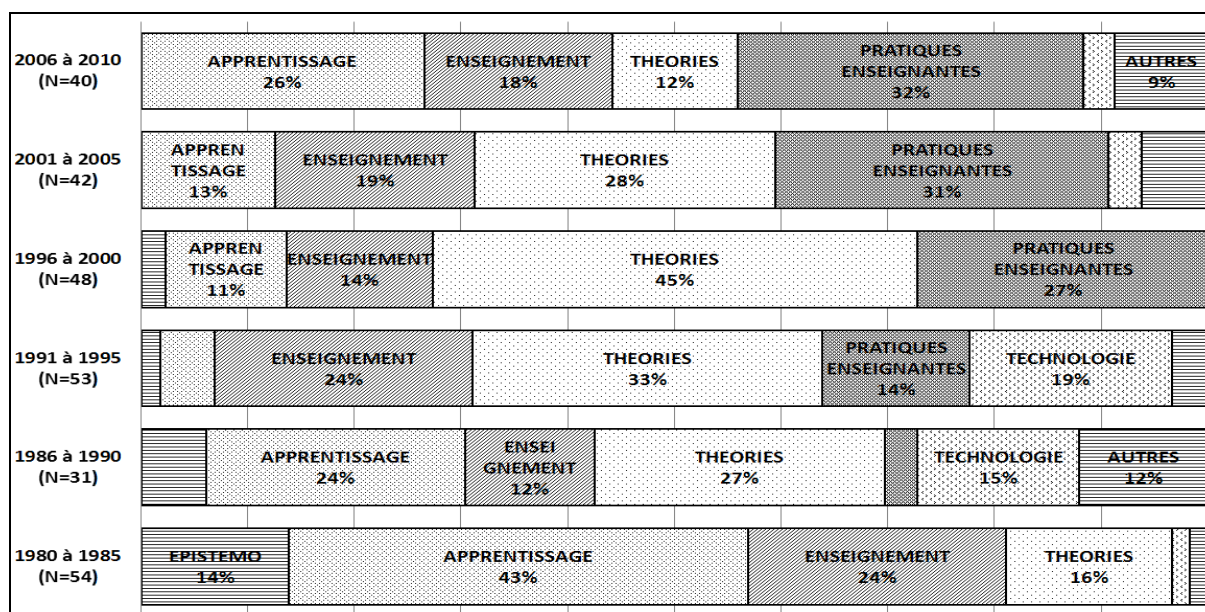 2006 à 2010
(N=40)
APPRENTISSAGE
26%
ENSEIGNEMENT
18%
THEORIES
12%
PRATIQUES
ENSEIGNANTES
32%
AUTRES
9%
2001 à 2005
(N=42)
APPREN
TISSAGE
13%
ENSEIGNEMENT
19%
THEORIES
28%
PRATIQUES
ENSEIGNANTES
31%
1996 à 2000
(N=48)
APPREN
TISSAGE
11%
ENSEIGNEMENT
14%
THEORIES
45%
PRATIQUES
ENSEIGNANTES
27%
1991 à 1995
(N=53)
ENSEIGNEMENT
24%
THEORIES
33%
PRATIQUES
ENSEIGNANTES
14%
TECHNOLOGIE
19%
1986 à 1990
(N=31)
APPRENTISSAGE
24%
ENSEI
GNEMENT
12%
THEORIES
27%
TECHNOLOGIE
15%
AUTRES
12%
1980 à 1985
(N=54)
EPISTEMO
14%
APPRENTISSAGE
43%
ENSEIGNEMENT
24%
THEORIES
16%